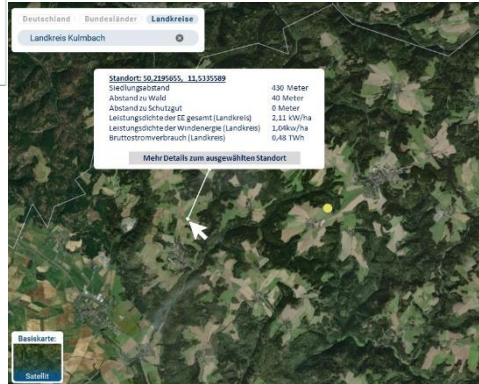 Deutschland Bundesländer Landkreise
Landkreis Kulmbach
Standort: 50,2195655, 11,5335589
Siedlungsabstand 430 Meter
Abstand zu Wald 40 Meter
Abstand zu Schutzgut 0 Meter
Leistungsdichte der EE gesamt (Landkreis) 2,11 kW/ha
Leistungsdichte der Windenergie (Landkreis) 1,04kw/ha
Bruttostromverbrauch (Landkreis) 0,48 TWh
Mehr Details zum ausgewählten Standort
Basiskarte:
Satellit